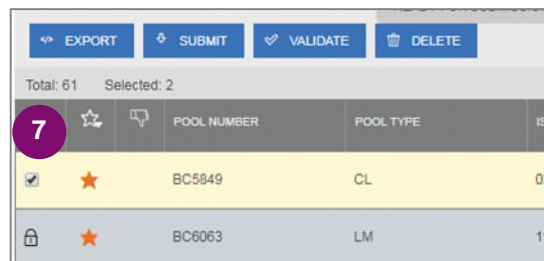 EXPORT SUBMIT VALIDATE DELETE
Total: 61 Selected: 2
7 POOL NUMBER POOL TYPE
BC5849 CL
BC6063 LM